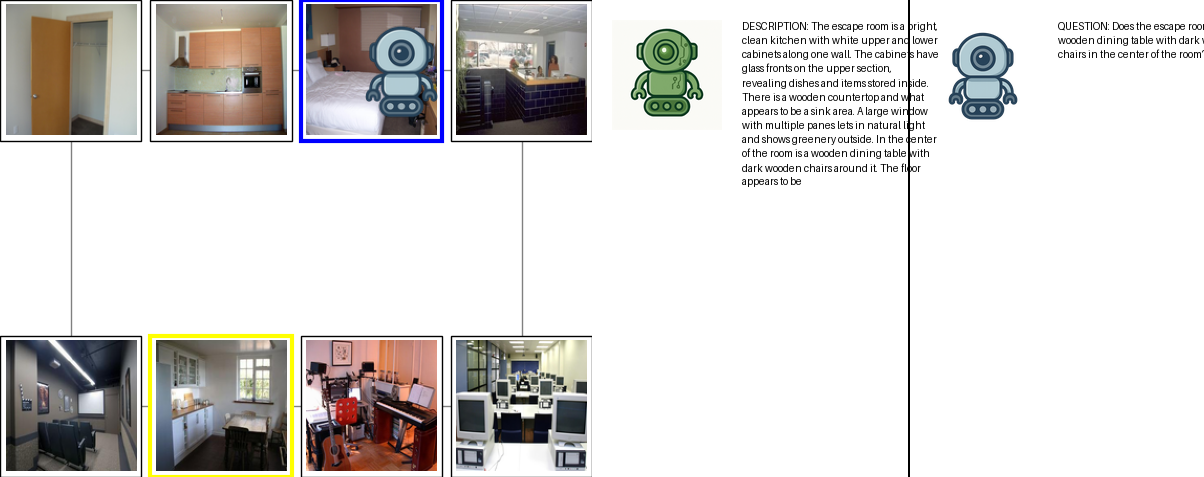 DESCRIPTION: The escape room is a bright,
clean kitchen with white upper and lower
cabinets along one wall. The cabinets have
glass fronts on the upper section,
revealing dishes and items stored inside.
There is a wooden countertop and what
appears to be a sink area. A large window
with multiple panes lets in natural light
and shows greenery outside. In the center
of the room is a wooden dining table with
dark wooden chairs around it. The floor
appears to be
QUESTION: Does the escape roo
wooden dining table with dark
chairs in the center of the room